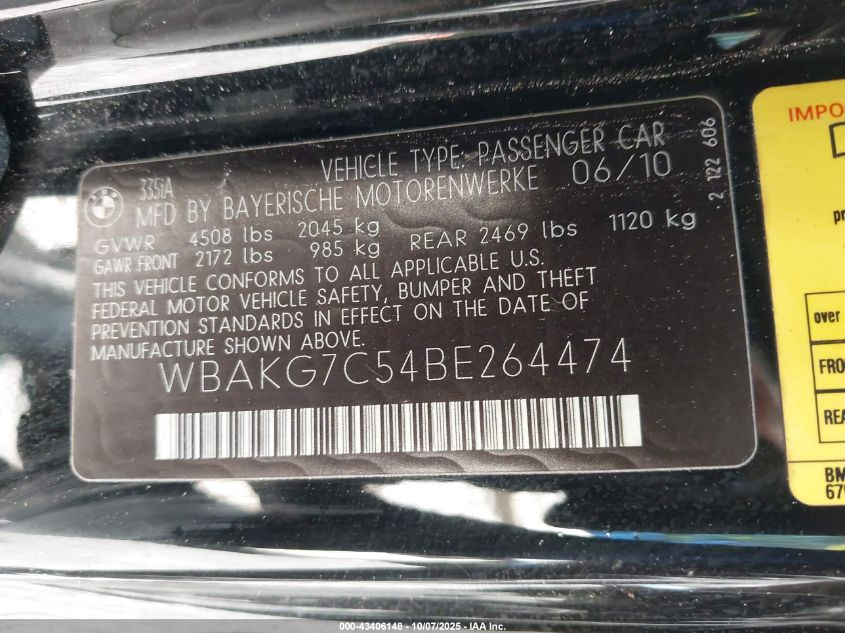 VEHICLE TYPE: PASSENGER CAR
335IA
MFD BY BAYERISCHE MOTORENWERKE 06/10
GVWR 4508 lbs 2045 kg
GAWR FRONT 2172 lbs 985 kg REAR 2469 lbs 1120 kg
THIS VEHICLE CONFORMS TO ALL APPLICABLE U.S.
FEDERAL MOTOR VEHICLE SAFETY, BUMPER AND THEFT
PREVENTION STANDARDS IN EFFECT ON THE DATE OF
MANUFACTURE SHOWN ABOVE.
WBAKG7C54BE264474
2 122 606
IMPO
over
FRO
REA
BM
679
000-43406148 - 10/07/2025 - IAA Inc.